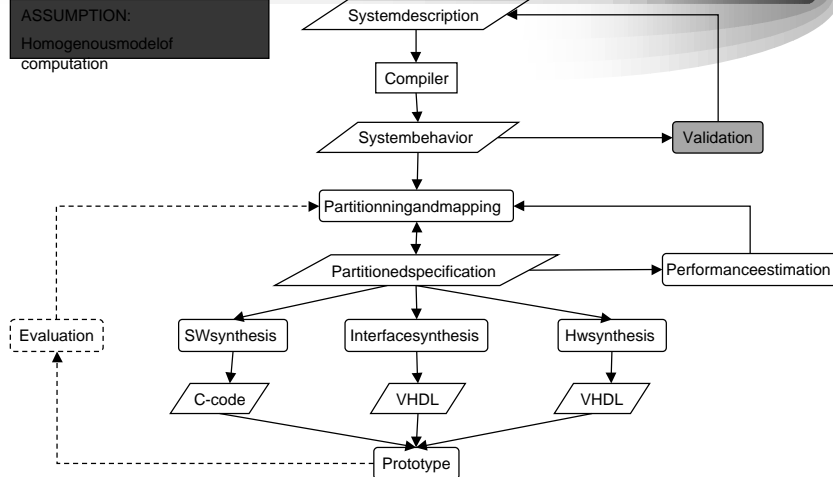 ASSUMPTION:
Homogenousmodelof
computation
Systemdescription
Compiler
Systembehavior
Validation
Partitionningandmapping
Partitionedspecification
Performanceestimation
Evaluation
SWsynthesis
Interfacesynthesis
Hwsynthesis
C-code
VHDL
VHDL
Prototype